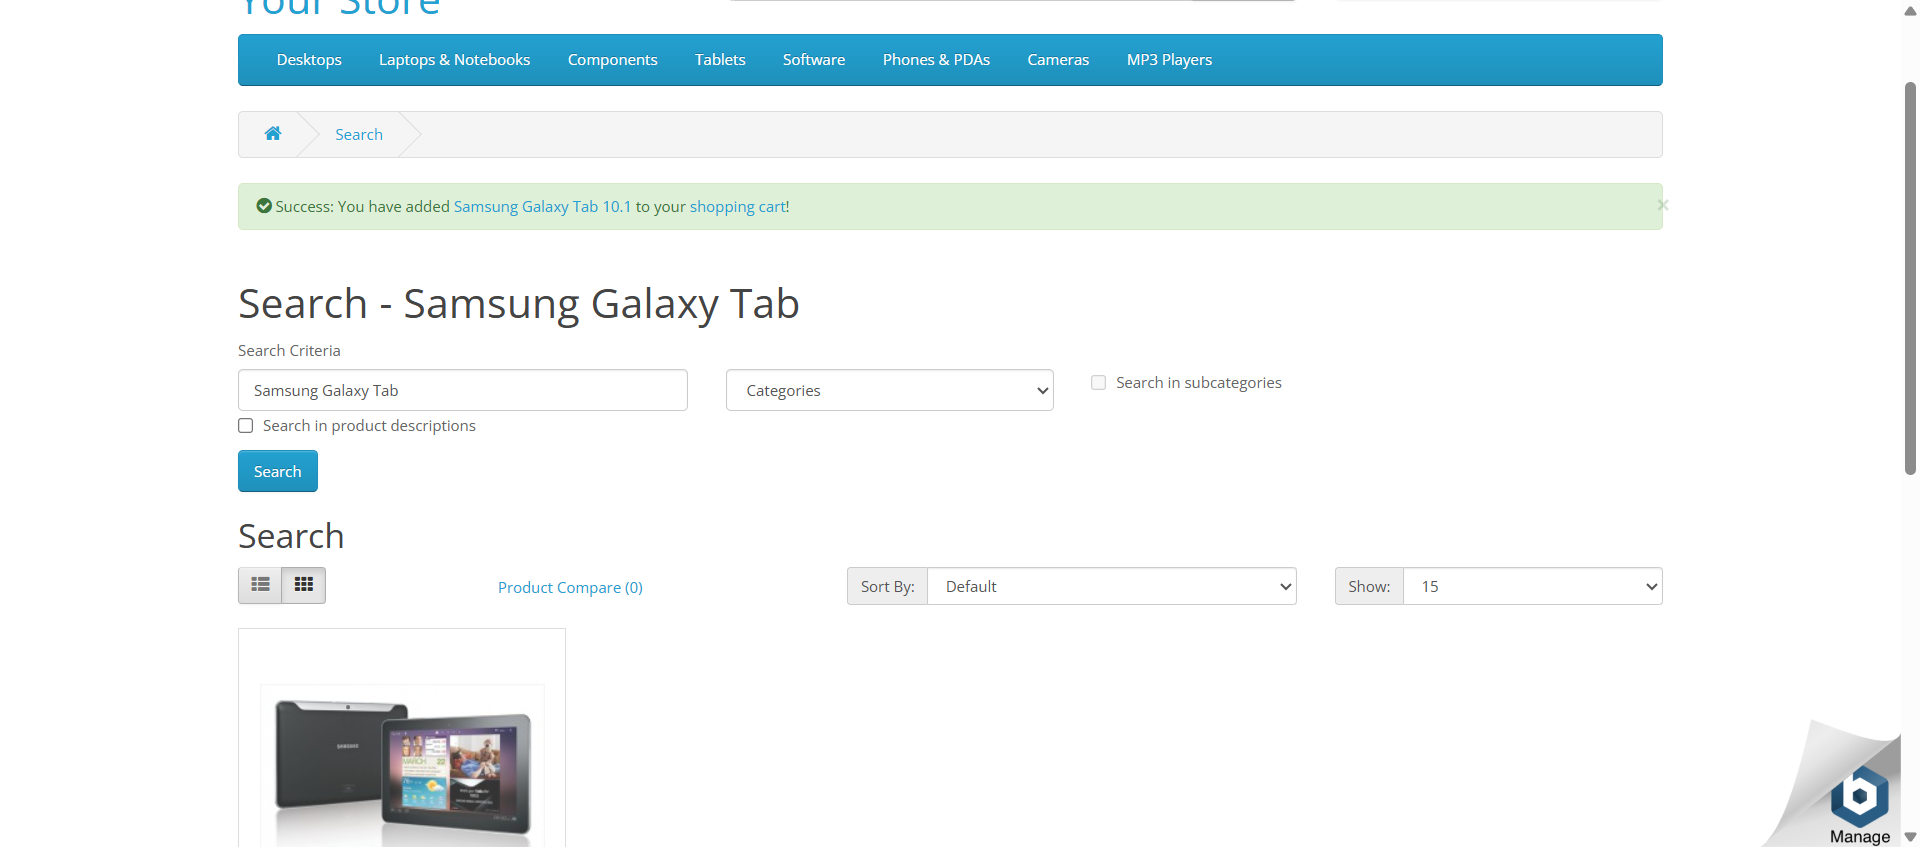 Your Store
Desktops Laptops & Notebooks Components Tablets Software Phones & PDAs Cameras MP3 Players
Search
Success: You have added Samsung Galaxy Tab 10.1 to your shopping cart!
×
Search - Samsung Galaxy Tab
Search Criteria
Samsung Galaxy Tab Categories Search in subcategories
Search in product descriptions
Search
Search
Product Compare (0) Sort By: Default Show: 15
SAMSUNG
MARCH 22
Manage